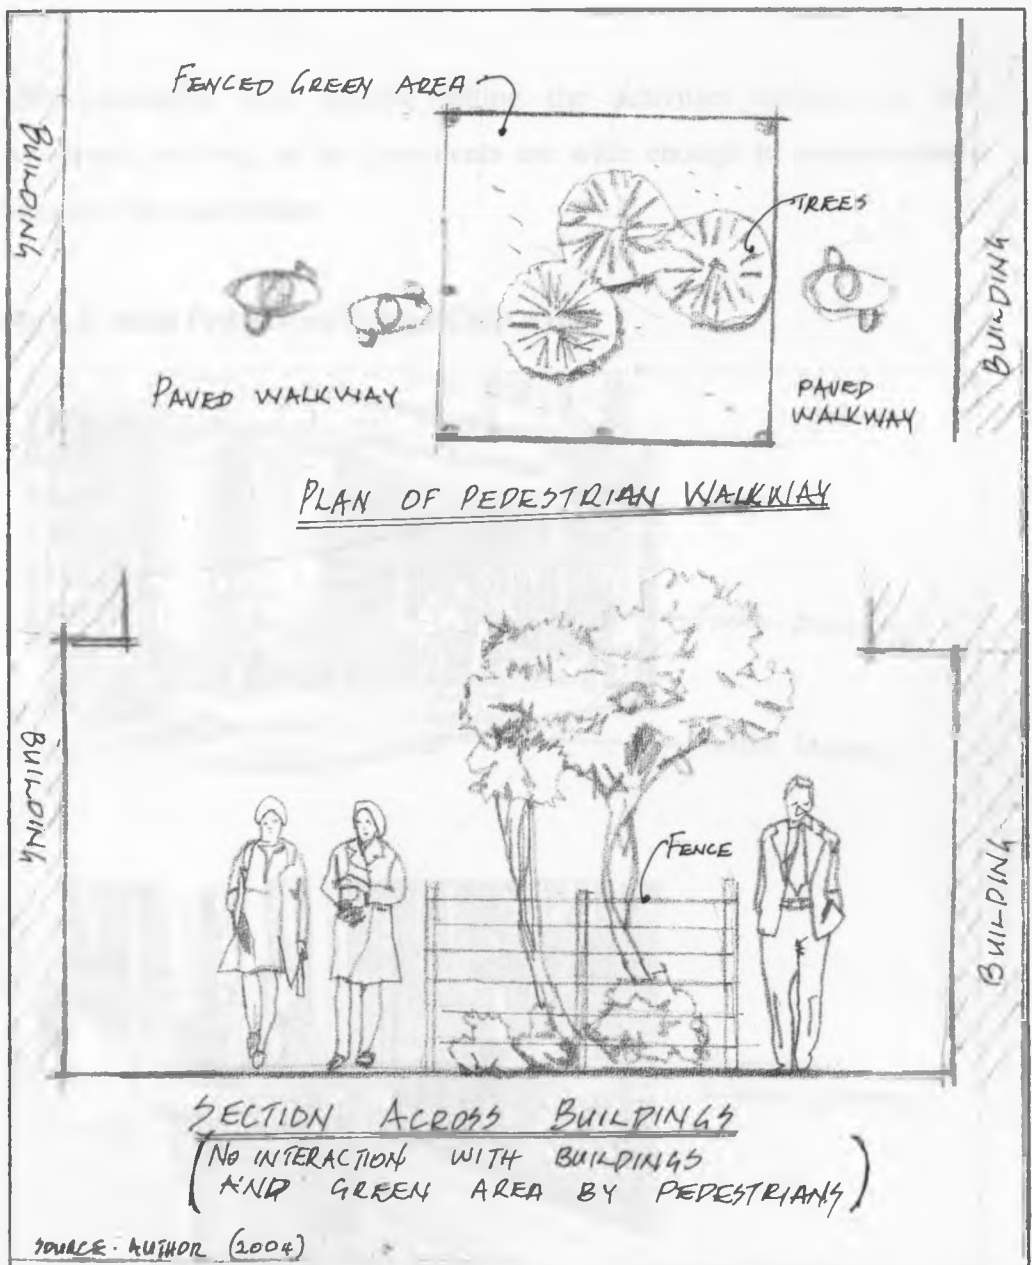 FENCED GREEN AREA
BUILDING
TREES
BUILDING
PAVED WALKWAY
PAVED
WALKWAY
PLAN OF PEDESTRIAN WALKWAY
BUILDING
FENCE
BUILDING
SECTION ACROSS BUILDINGS
(NO INTERACTION WITH BUILDINGS
AND GREEN AREA BY PEDESTRIANS)
SOURCE. AUTHOR (2004)